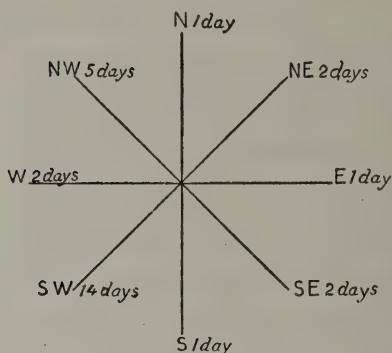 N 1 day
NW 5 days
NE 2 days
W 2 days
E 1 day
SW 14 days
SE 2 days
S 1 day